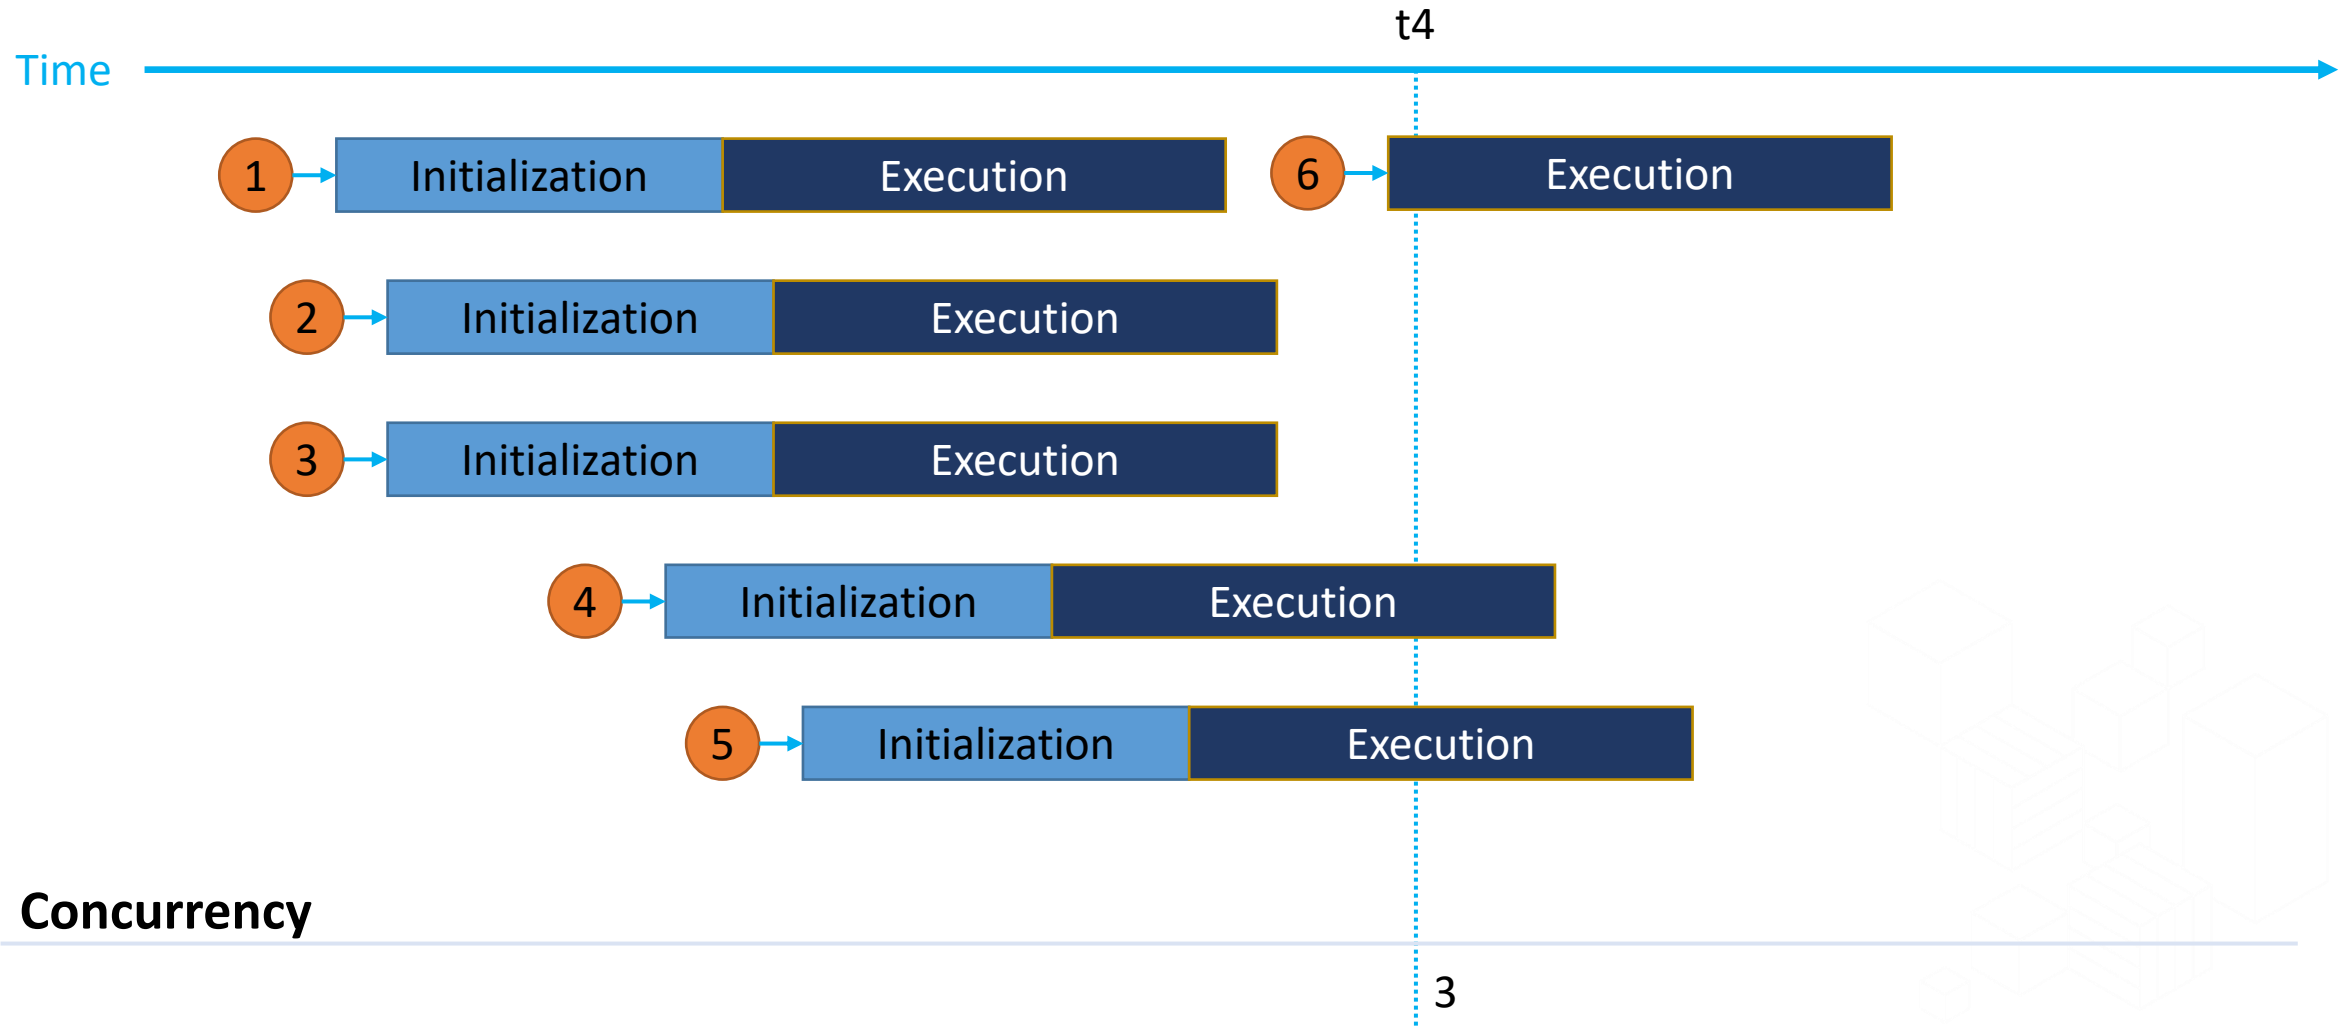 t4
Time
1 Initialization Execution 6 Execution
2 Initialization Execution
3 Initialization Execution
4 Initialization Execution
5 Initialization Execution
Concurrency
3